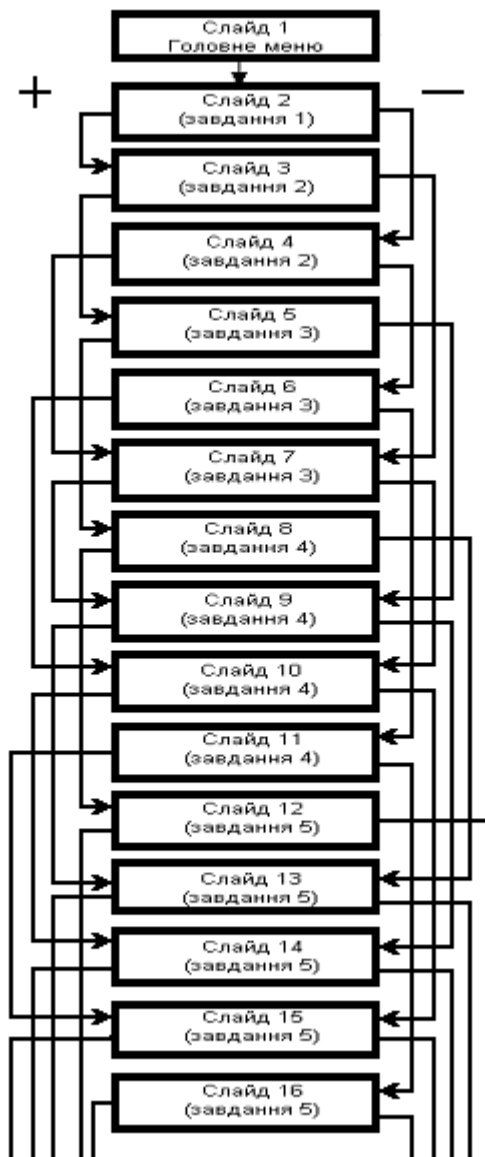 Слайд 1
Головне меню
+
—
Слайд 2
(завдання 1)
Слайд 3
(завдання 2)
Слайд 4
(завдання 2)
Слайд 5
(завдання 3)
Слайд 6
(завдання 3)
Слайд 7
(завдання 3)
Слайд 8
(завдання 4)
Слайд 9
(завдання 4)
Слайд 10
(завдання 4)
Слайд 11
(завдання 4)
Слайд 12
(завдання 5)
Слайд 13
(завдання 5)
Слайд 14
(завдання 5)
Слайд 15
(завдання 5)
Слайд 16
(завдання 5)